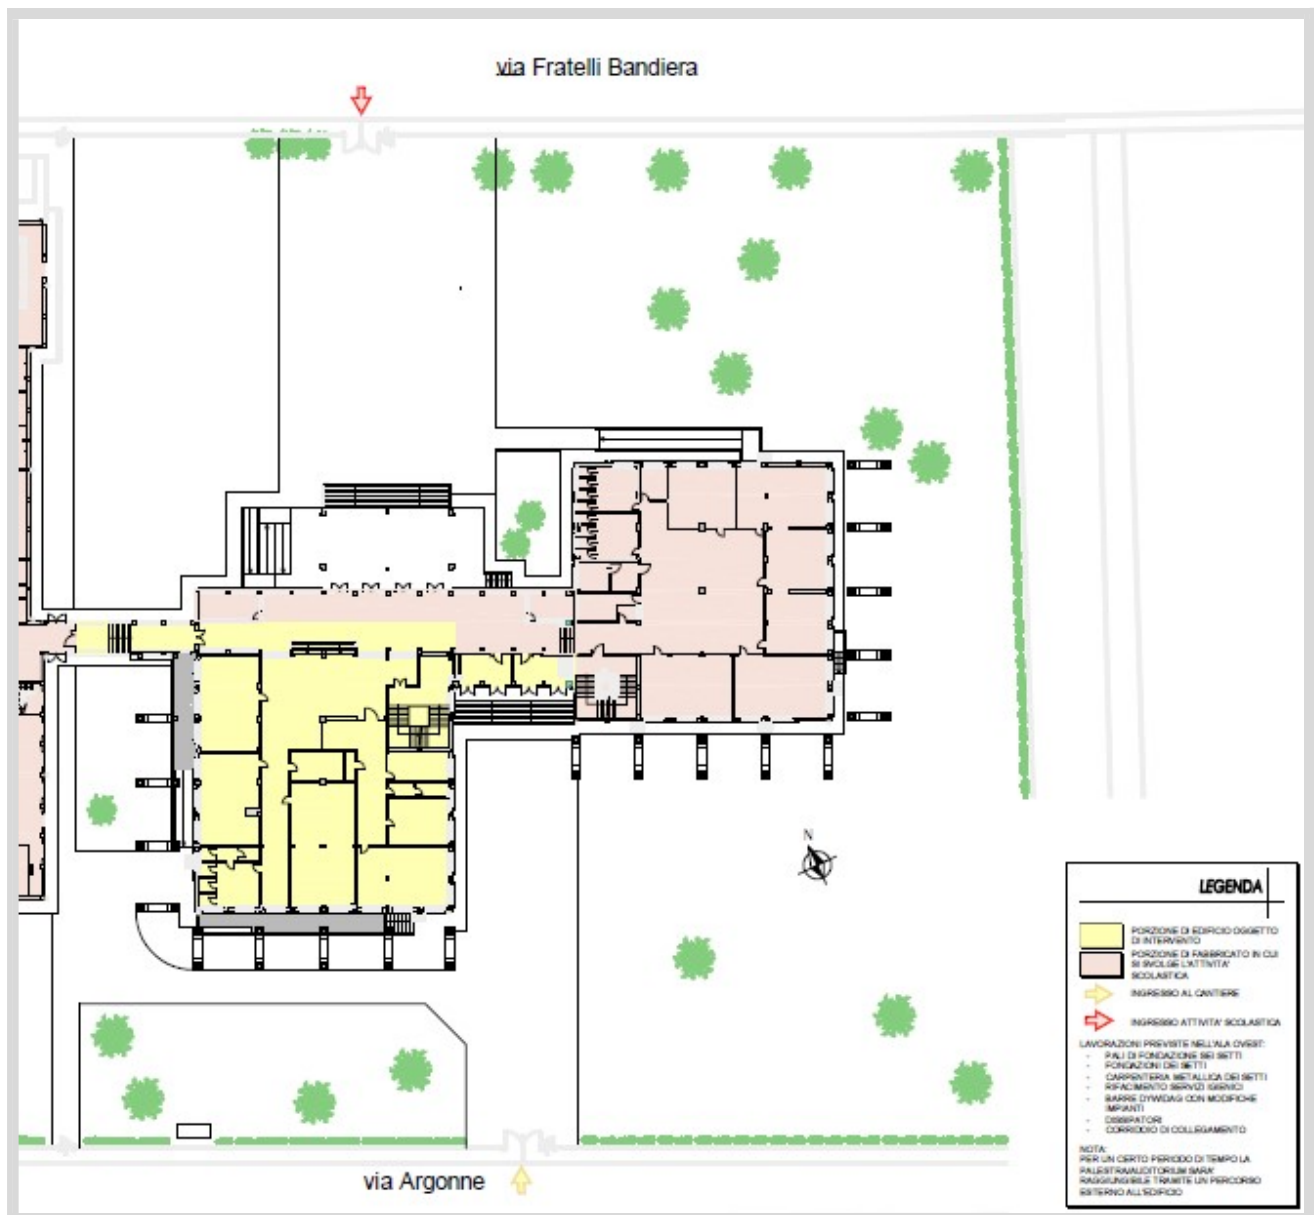 via Fratelli Bandiera
N
LEGENDA
PORZIONE DI EDIFICIO OGGETTO
DI INTERVENTO
PORZIONE DI FABBRICATO IN CUI
SI SVOLGE L'ATTIVITA'
SCOLASTICA
INGRESSO AL CANTIERE
INGRESSO ATTIVITA' SCOLASTICA
LAVORAZIONI PREVISTE NELL'ALA OVEST:
- PALI DI FONDAZIONE SEI SETTI
- FONDAZIONI DEI SETTI
- CARPENTERIA METALLICA DEI SETTI
- RIFACIMENTO SERVIZI IGIENICI
- BARRE DYWIDAG CON MODIFICHE
IMPIANTI
- DISSIPATORI
- CORRIDOIO DI COLLEGAMENTO
NOTA:
PER UN CERTO PERIODO DI TEMPO LA
PALESTRA/AUDITORIUM SARA'
RAGGIUNGIBILE TRAMITE UN PERCORSO
ESTERNO ALL'EDIFICIO
via Argonne